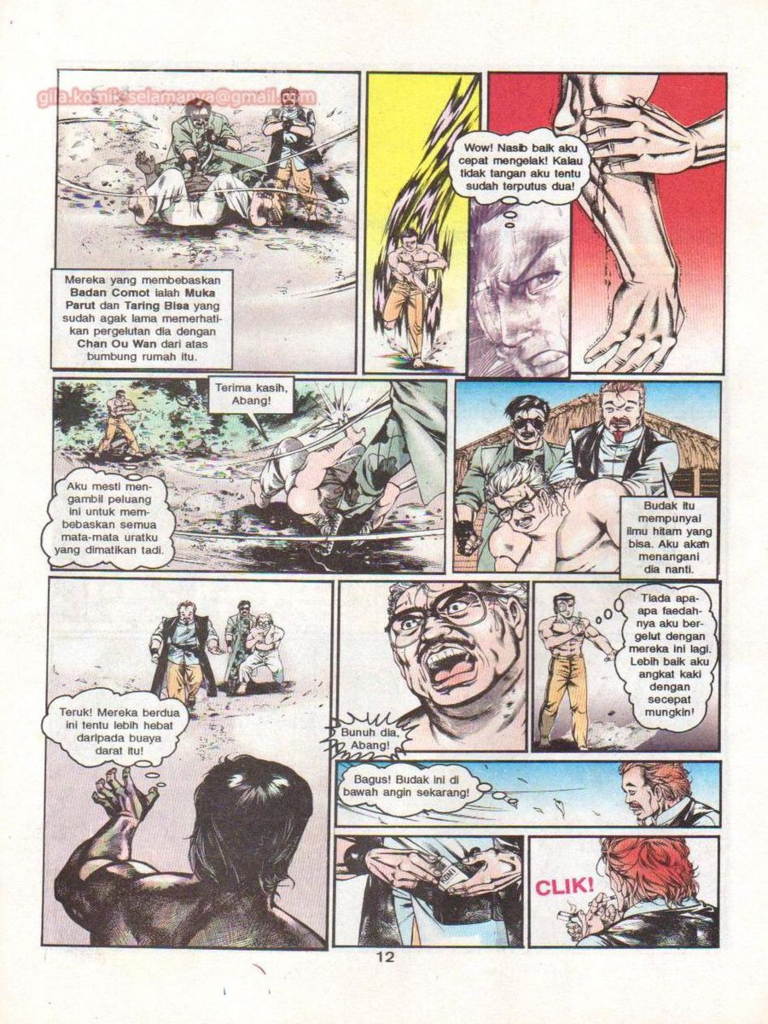 gila.komik.selamanya@gmail.com
Mereka yang membebaskan
Badan Comot ialah Muka
Parut dan Taring Bisa yang
sudah agak lama memerhati-
kan pergelutan dia dengan
Chan Ou Wan dari atas
bumbung rumah itu.
Wow! Nasib baik aku
cepat mengelak! Kalau
tidak tangan aku tentu
sudah terputus dua!
Terima kasih,
Abang!
Aku mesti men-
gambil peluang
ini untuk mem-
bebaskan semua
mata-mata uratku
yang dimatikan tadi.
Budak itu
mempunyai
ilmu hitam yang
bisa. Aku akan
menangani
dia nanti.
Teruk! Mereka berdua
ini tentu lebih hebat
daripada buaya
darat itu!
Bunuh dia,
Abang!
Tiada apa-
apa faedah-
nya aku ber-
gelut dengan
mereka ini lagi.
Lebih baik aku
angkat kaki
dengan
secepat
mungkin!
Bagus! Budak ini di
bawah angin sekarang!
CLIK!
12